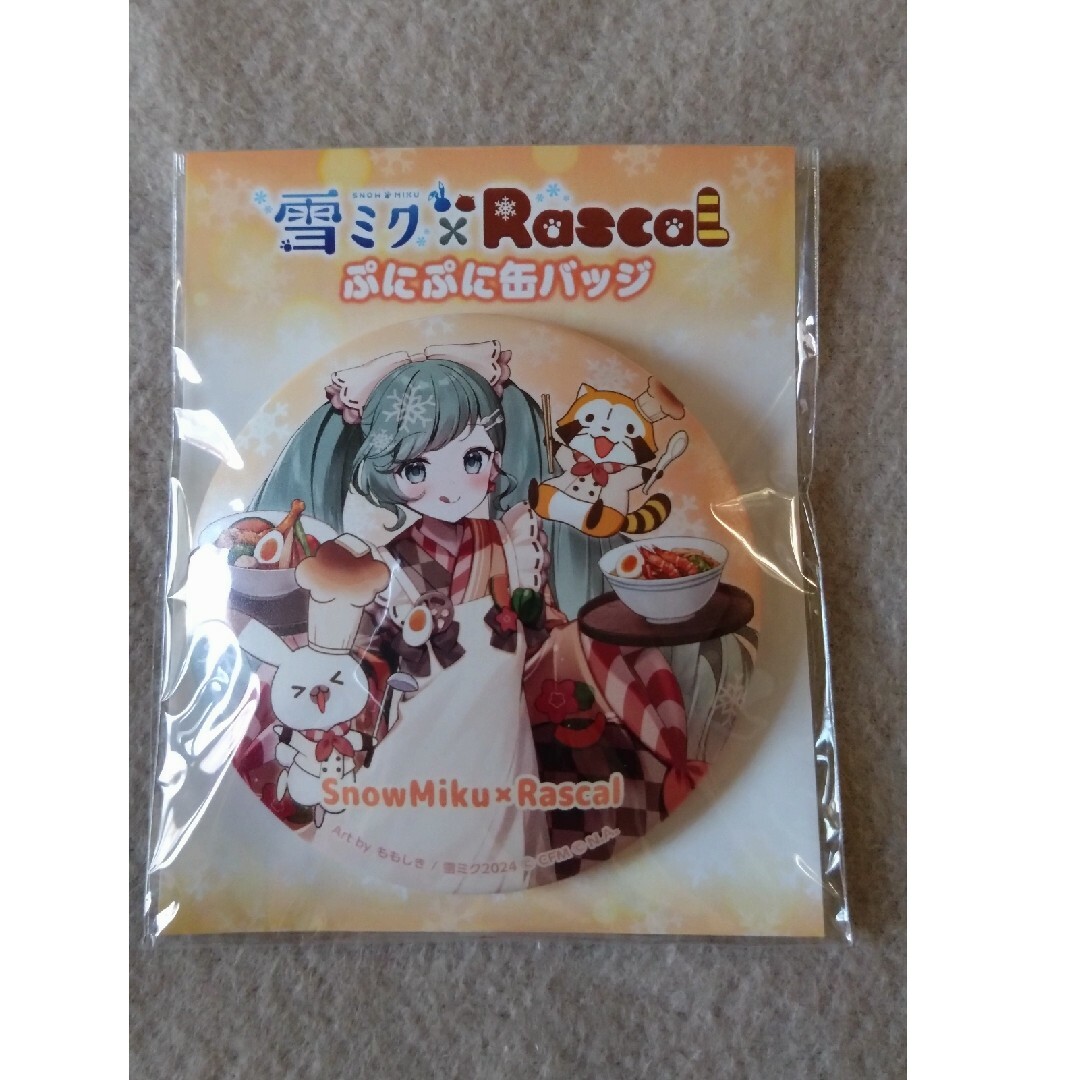 SNOW MIKU
雪ミク×Rascal
ぷにぷに缶バッジ
SnowMiku×Rascal
Art by ちもしき / 雪ミク2024 © CFM © N.A.